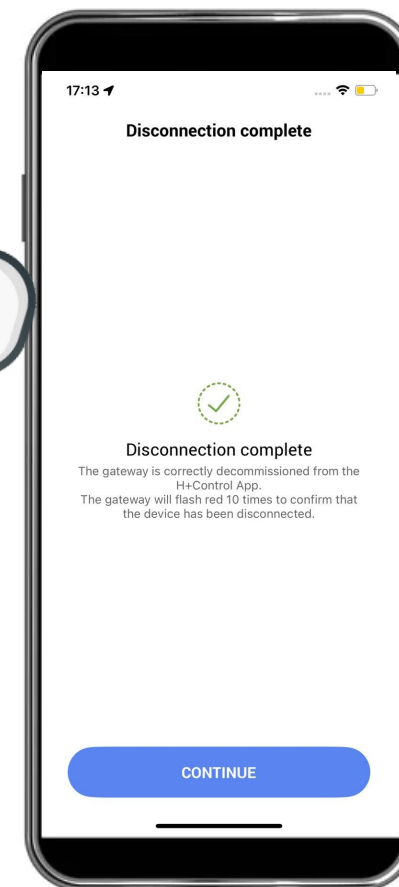 17:13
Disconnection complete
Disconnection complete
The gateway is correctly decommissioned from the
H+Control App.
The gateway will flash red 10 times to confirm that
the device has been disconnected.
CONTINUE